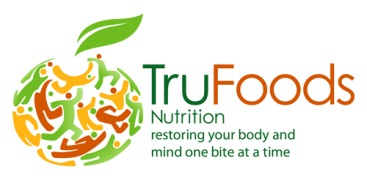 TruFoods
Nutrition
restoring your body and
mind one bite at a time